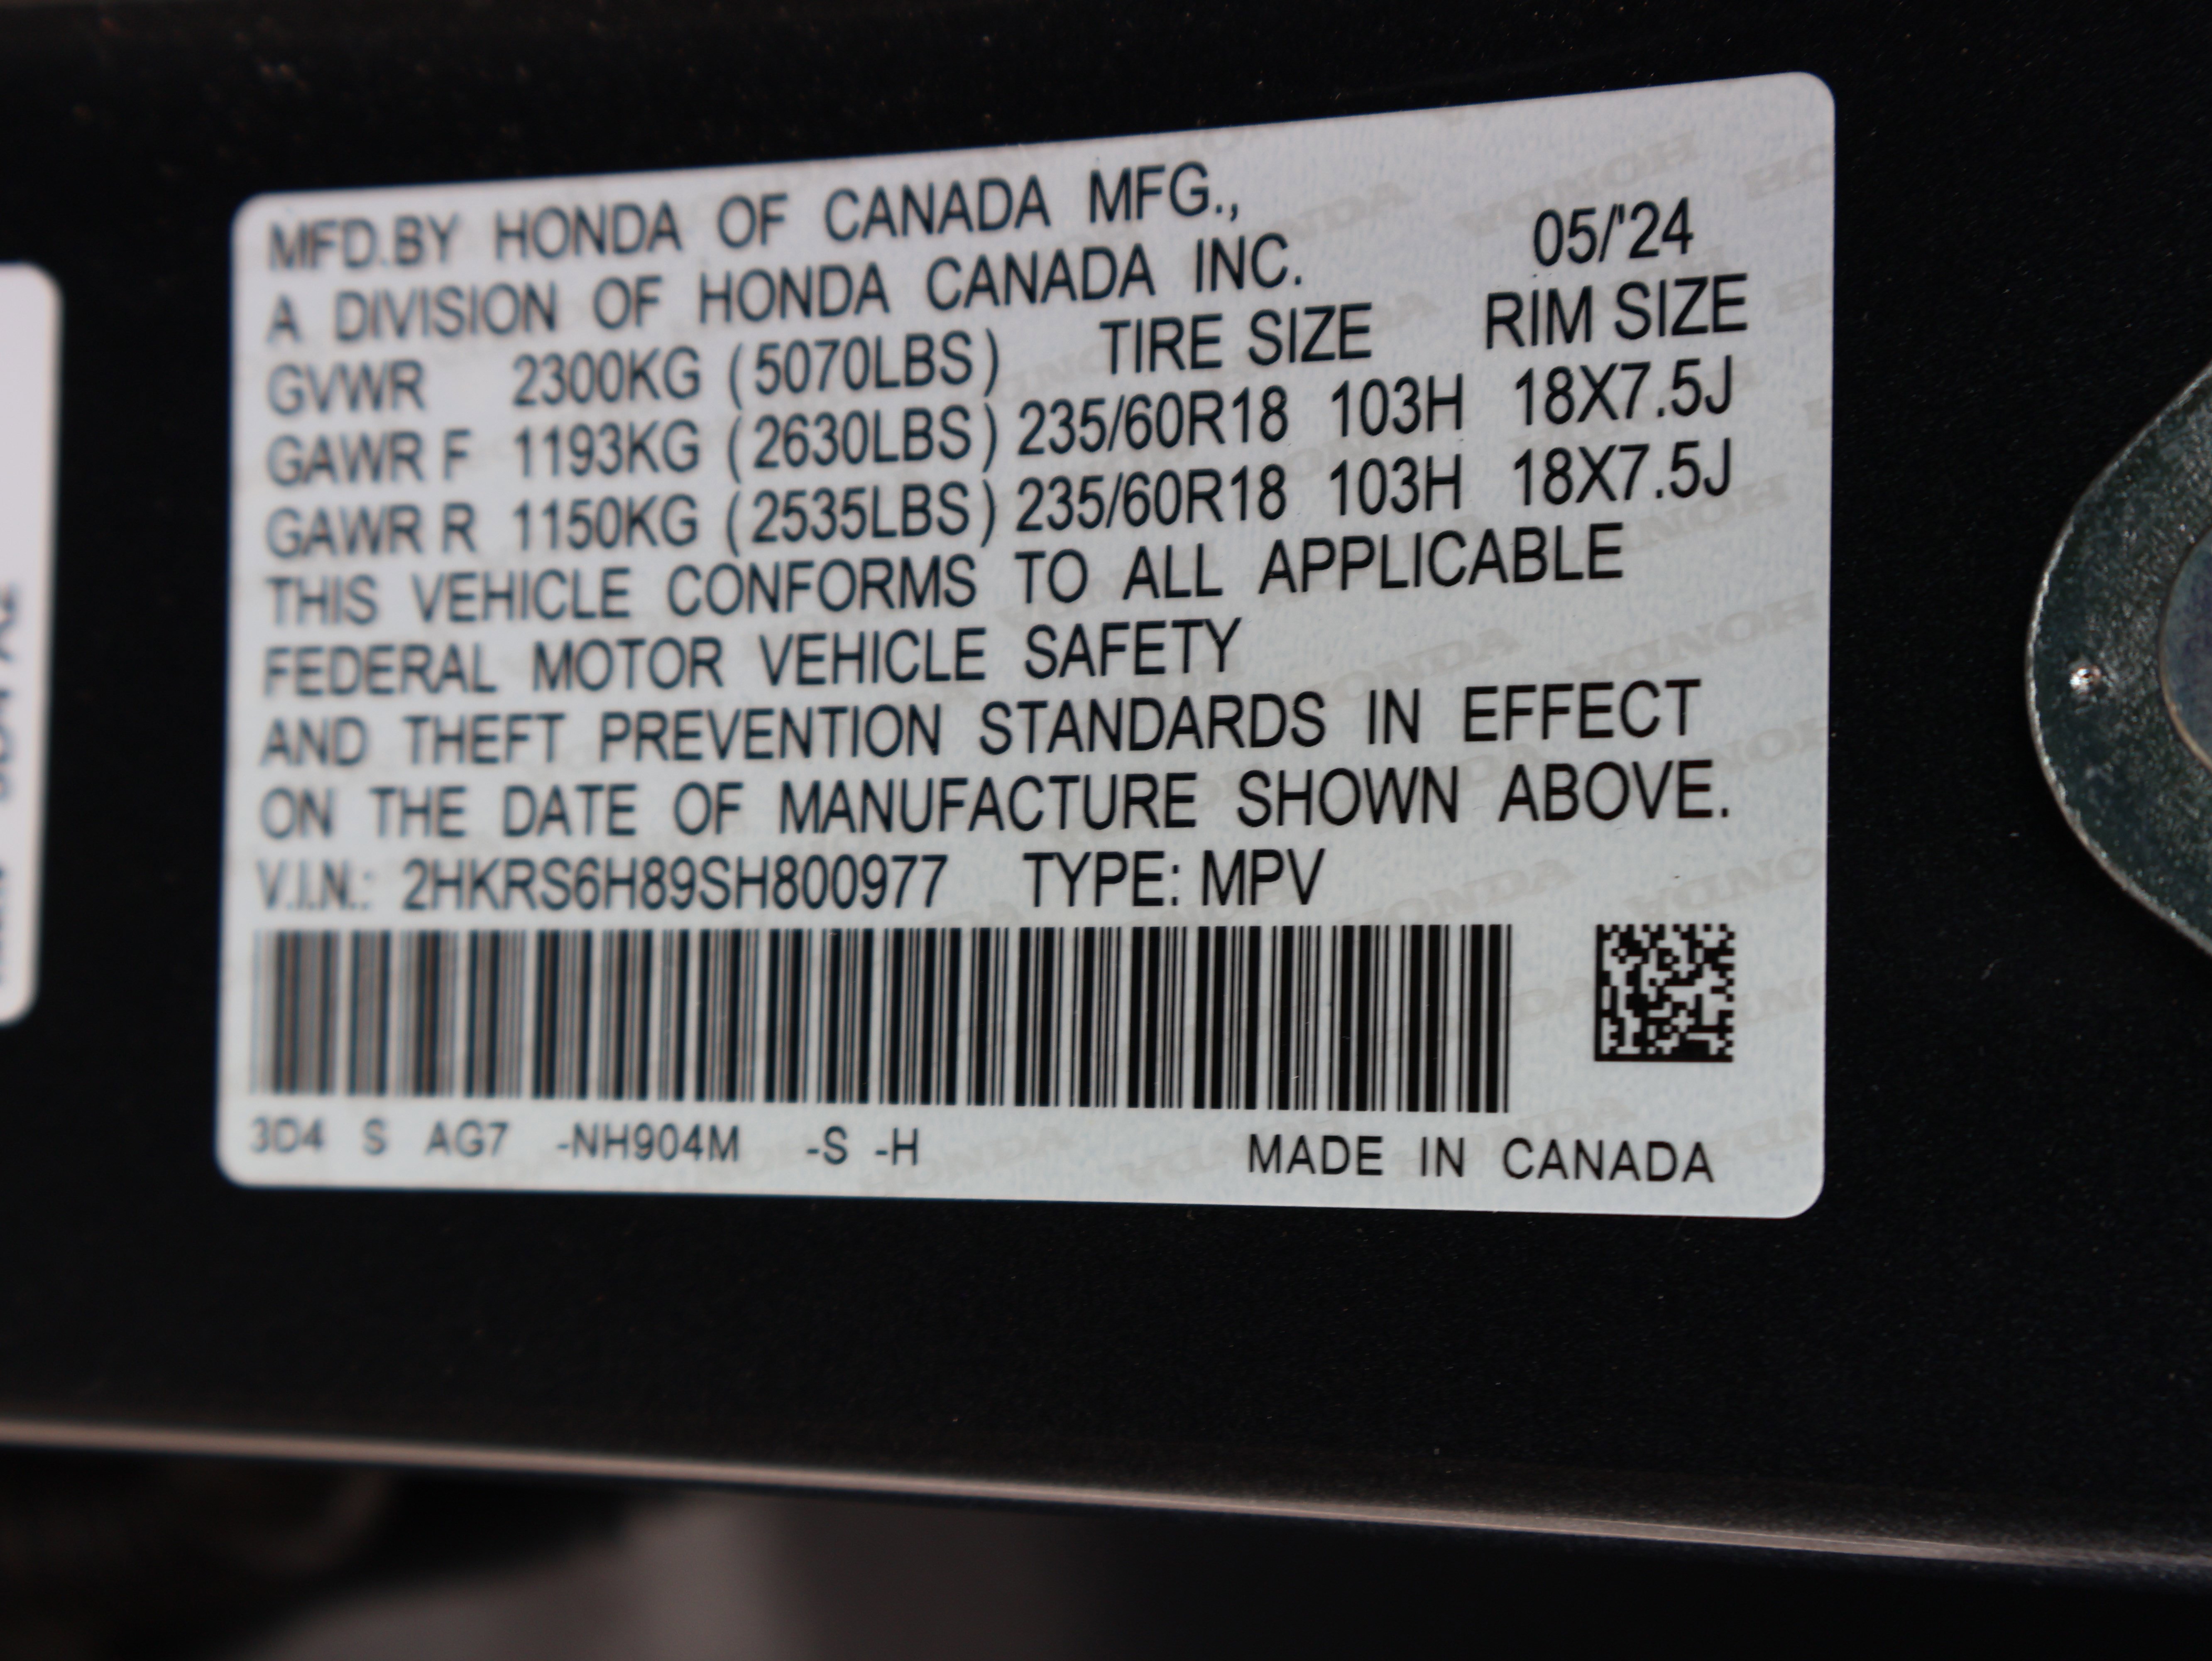 MFD.BY HONDA OF CANADA MFG.,
A DIVISION OF HONDA CANADA INC. 05/'24
GVWR 2300KG (5070LBS) TIRE SIZE RIM SIZE
GAWR F 1193KG (2630LBS) 235/60R18 103H 18X7.5J
GAWR R 1150KG (2535LBS) 235/60R18 103H 18X7.5J
THIS VEHICLE CONFORMS TO ALL APPLICABLE
FEDERAL MOTOR VEHICLE SAFETY
AND THEFT PREVENTION STANDARDS IN EFFECT
ON THE DATE OF MANUFACTURE SHOWN ABOVE.
V.I.N.: 2HKRS6H89SH800977 TYPE: MPV
3D4 S AG7 -NH904M -S -H MADE IN CANADA